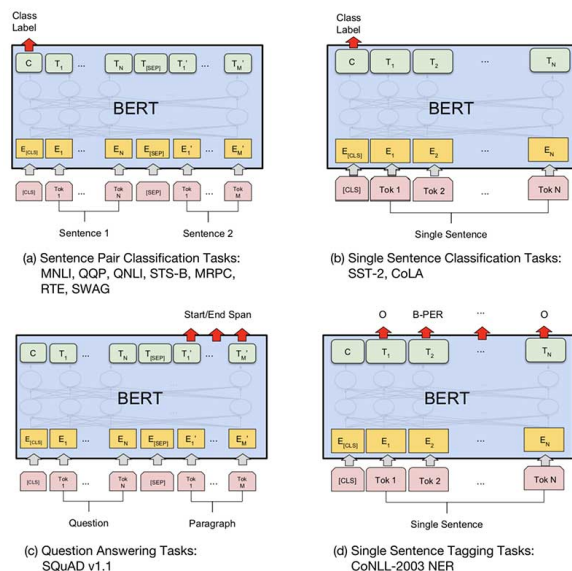 Class
Label
C T1 ... TN T[SEP] T1' ... TM'
BERT
E[CLS] E1 ... EN E[SEP] E1' ... EM'
[CLS] Tok 1 ... Tok N [SEP] Tok 1 ... Tok M
Sentence 1 Sentence 2
(a) Sentence Pair Classification Tasks:
MNLI, QQP, QNLI, STS-B, MRPC,
RTE, SWAG
Class
Label
C T1 T2 ... TN
BERT
E[CLS] E1 E2 ... EN
[CLS] Tok 1 Tok 2 ... Tok N
Single Sentence
(b) Single Sentence Classification Tasks:
SST-2, CoLA
Start/End Span
C T1 ... TN T[SEP] T1' ... TM'
BERT
E[CLS] E1 ... EN E[SEP] E1' ... EM'
[CLS] Tok 1 ... Tok N [SEP] Tok 1 ... Tok M
Question Paragraph
(c) Question Answering Tasks:
SQuAD v1.1
O B-PER ... O
C T1 T2 TN
BERT
E[CLS] E1 E2 ... EN
[CLS] Tok 1 Tok 2 ... Tok N
Single Sentence
(d) Single Sentence Tagging Tasks:
CoNLL-2003 NER